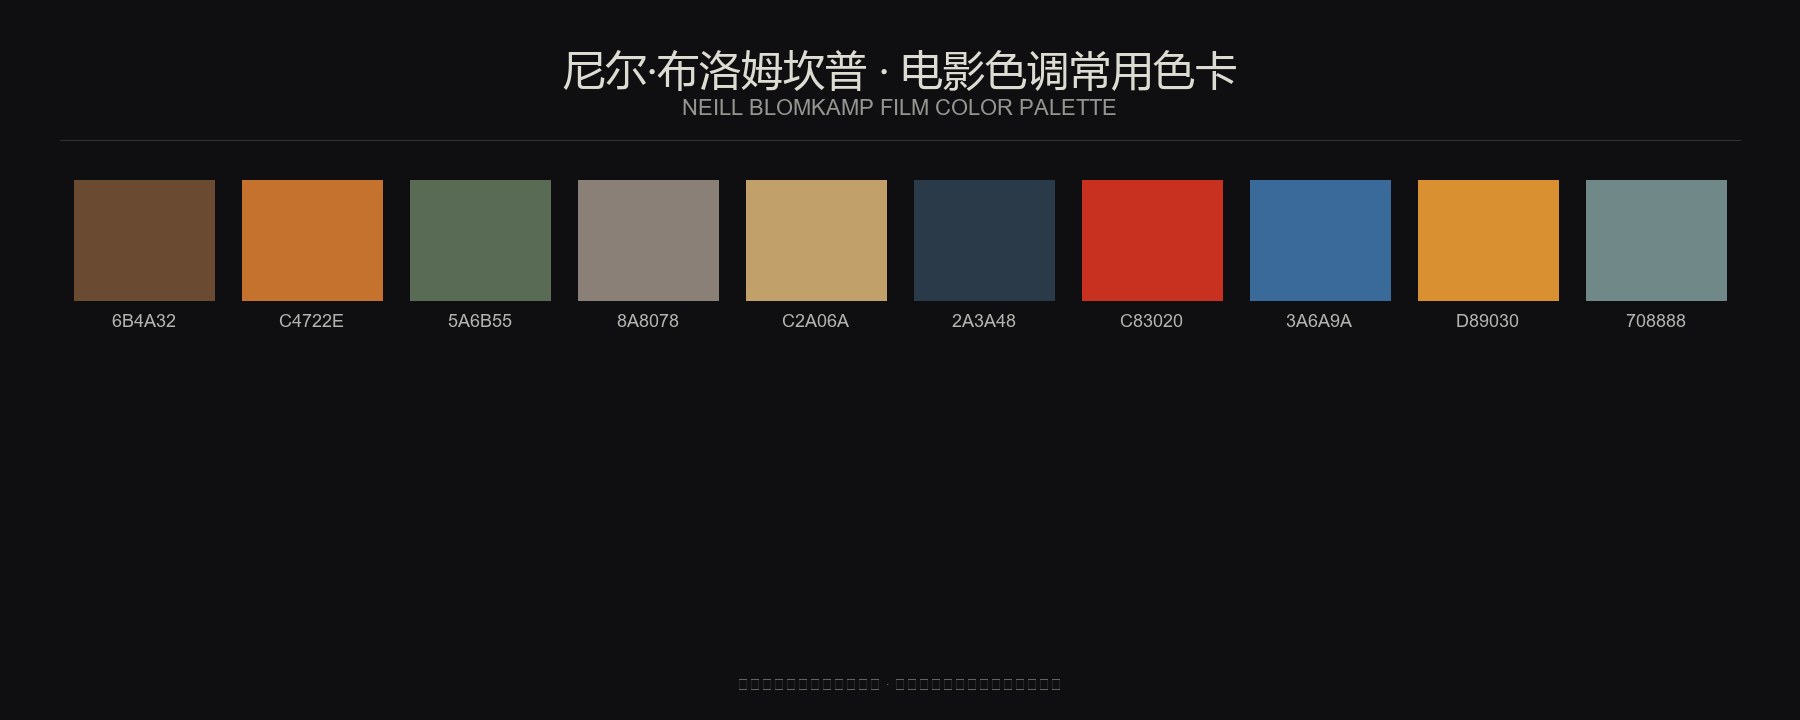 尼尔·布洛姆坎普 · 电影色调常用色卡
NEILL BLOMKAMP FILM COLOR PALETTE
6B4A32 C4722E 5A6B55 8A8078 C2A06A 2A3A48 C83020 3A6A9A D89030 708888